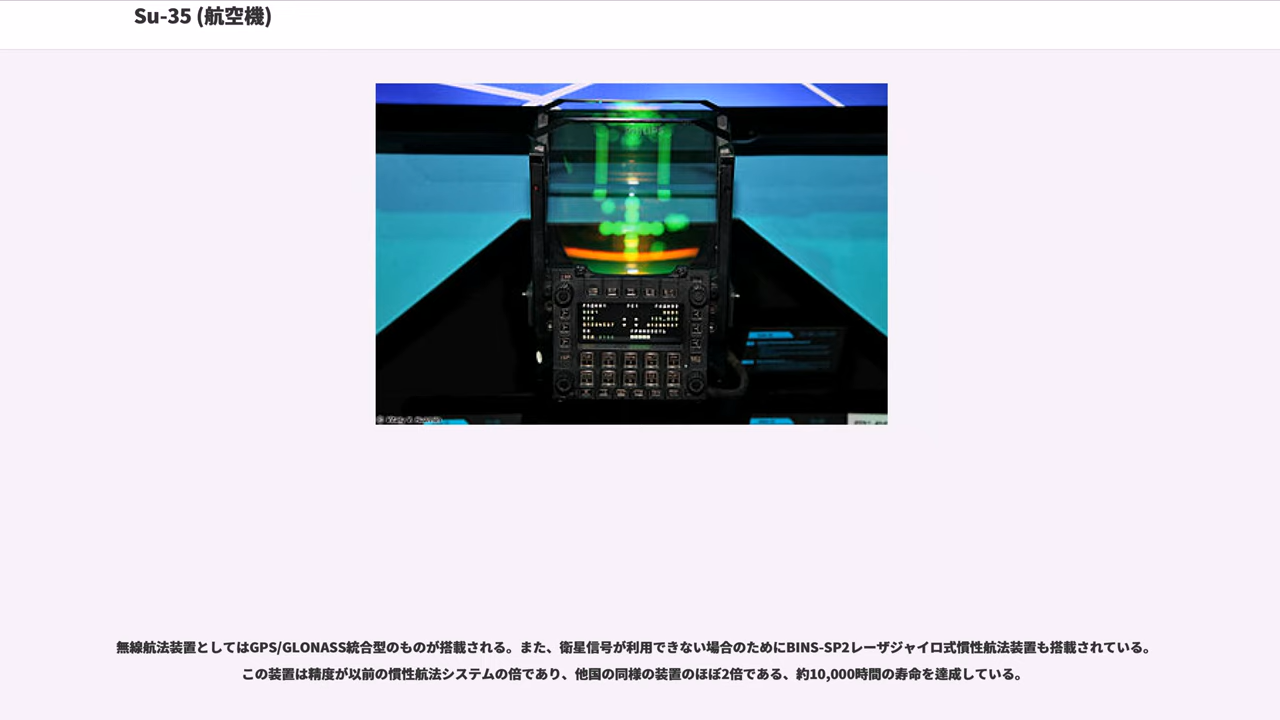 Su-35 (航空機)
無線航法装置としてはGPS/GLONASS統合型のものが搭載される。また、衛星信号が利用できない場合のためにBINS-SP2レーザジャイロ式慣性航法装置も搭載されている。
この装置は精度が以前の慣性航法システムの倍であり、他国の同様の装置のほぼ2倍である、約10,000時間の寿命を達成している。